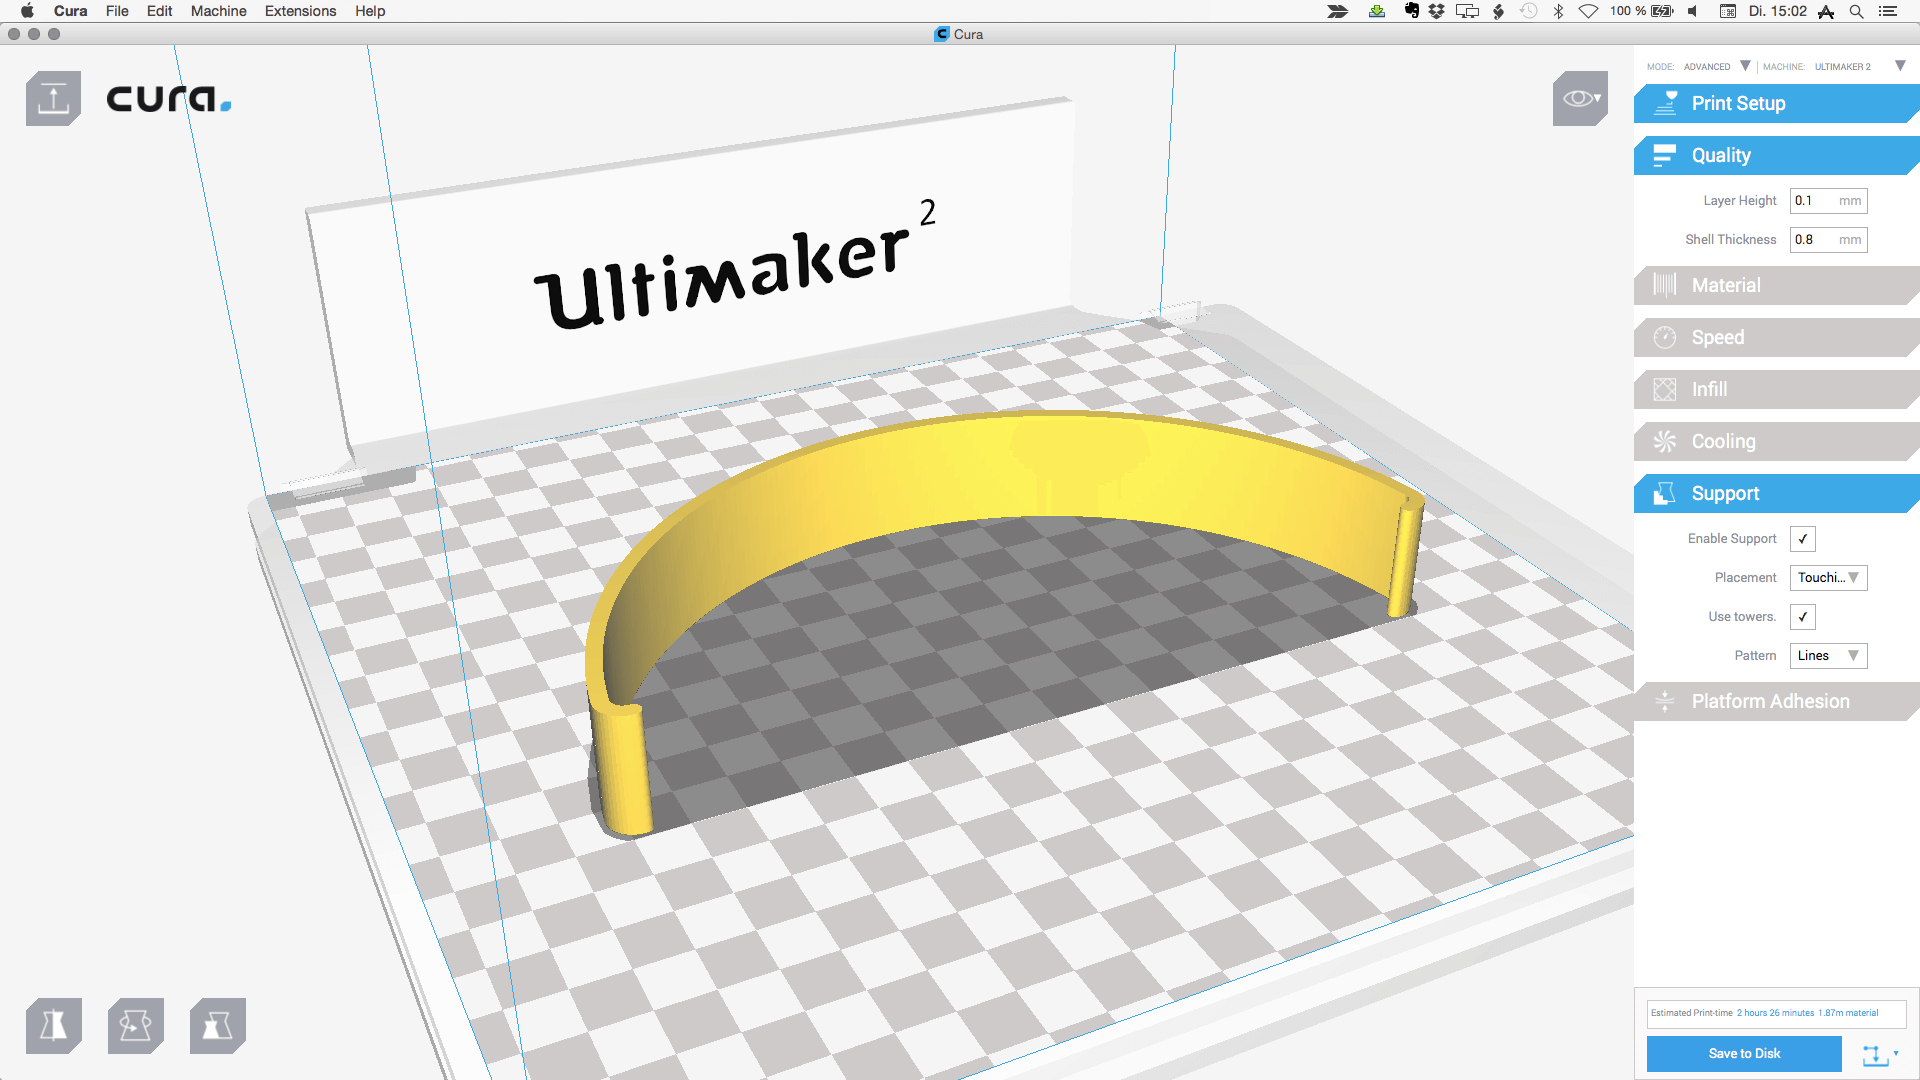 Cura File Edit Machine Extensions Help 100 % Di. 15:02
Cura
cura.
Ultimaker 2
MODE: ADVANCED MACHINE: ULTIMAKER 2
Print Setup
Quality
Layer Height 0.1 mm
Shell Thickness 0.8 mm
Material
Speed
Infill
Cooling
Support
Enable Support
Placement Touchi...
Use towers.
Pattern Lines
Platform Adhesion
Estimated Print-time 2 hours 26 minutes 1.87m material
Save to Disk